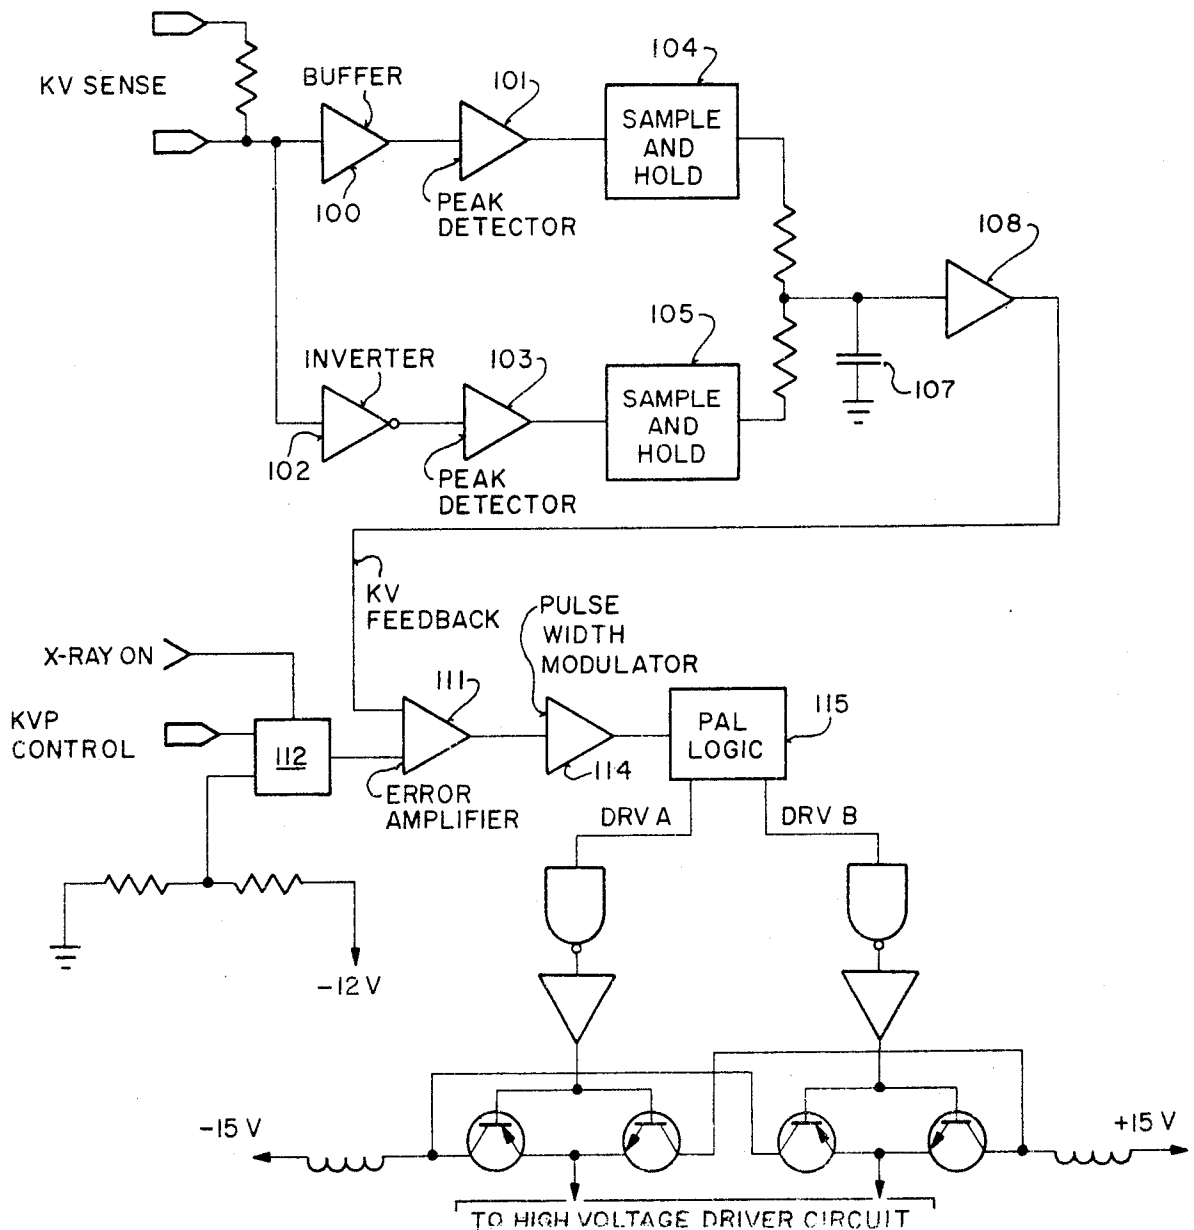 KV SENSE
BUFFER
100
101
PEAK
DETECTOR
104
SAMPLE
AND
HOLD
108
INVERTER
102
103
PEAK
DETECTOR
105
SAMPLE
AND
HOLD
107
KV
FEEDBACK
X-RAY ON
KVP
CONTROL
112
111
ERROR
AMPLIFIER
PULSE
WIDTH
MODULATOR
114
PAL
LOGIC
115
DRV A
DRV B
-12 V
-15 V
+15 V
TO HIGH VOLTAGE DRIVER CIRCUIT